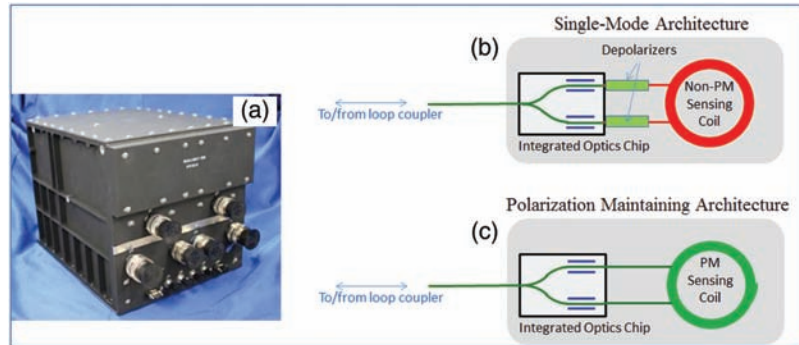 (a)
Single-Mode Architecture
(b)
Depolarizers
To/from loop coupler
Non-PM
Sensing
Coil
Integrated Optics Chip
Polarization Maintaining Architecture
(c)
To/from loop coupler
PM
Sensing
Coil
Integrated Optics Chip